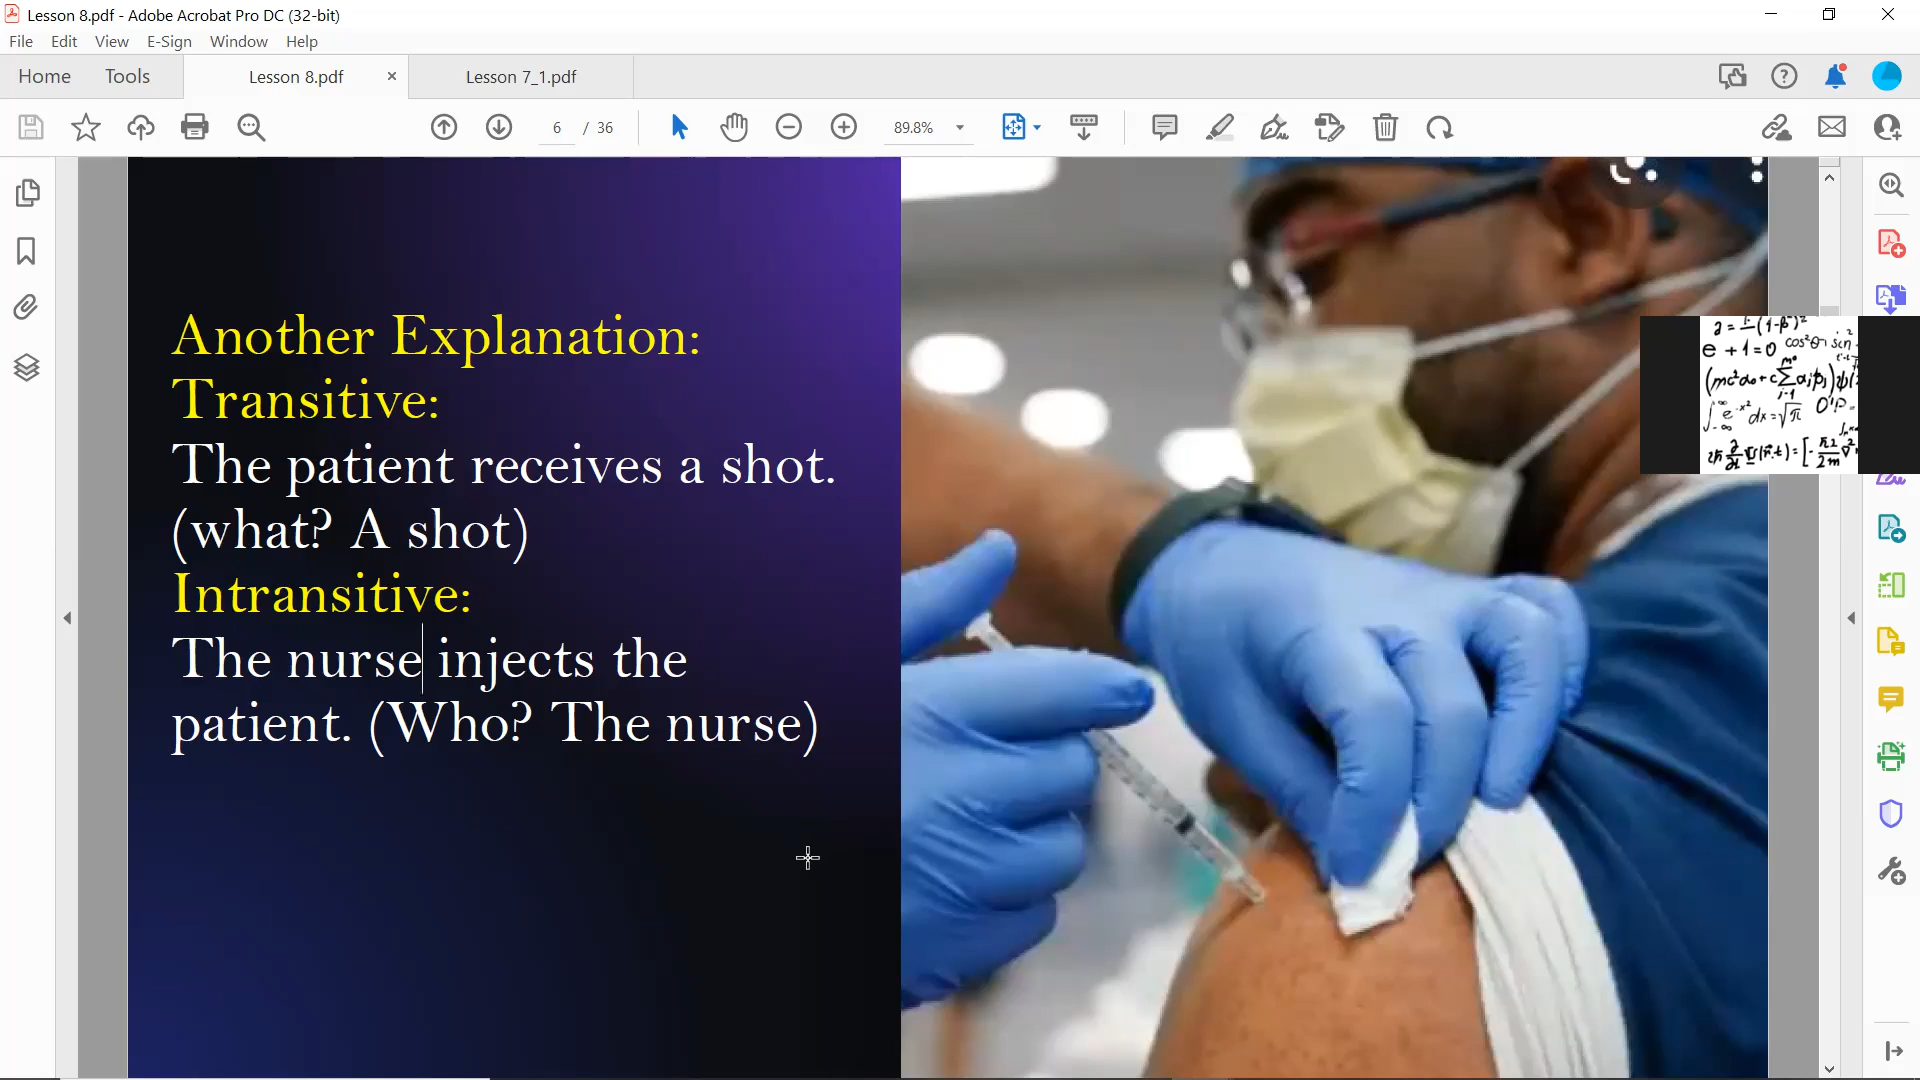 Lesson 8.pdf - Adobe Acrobat Pro DC (32-bit)
File Edit View E-Sign Window Help
Home Tools Lesson 8.pdf Lesson 7_1.pdf
6 / 36 89.8%
Another Explanation:
Transitive:
The patient receives a shot.
(what? A shot)
Intransitive:
The nurse injects the
patient. (Who? The nurse)